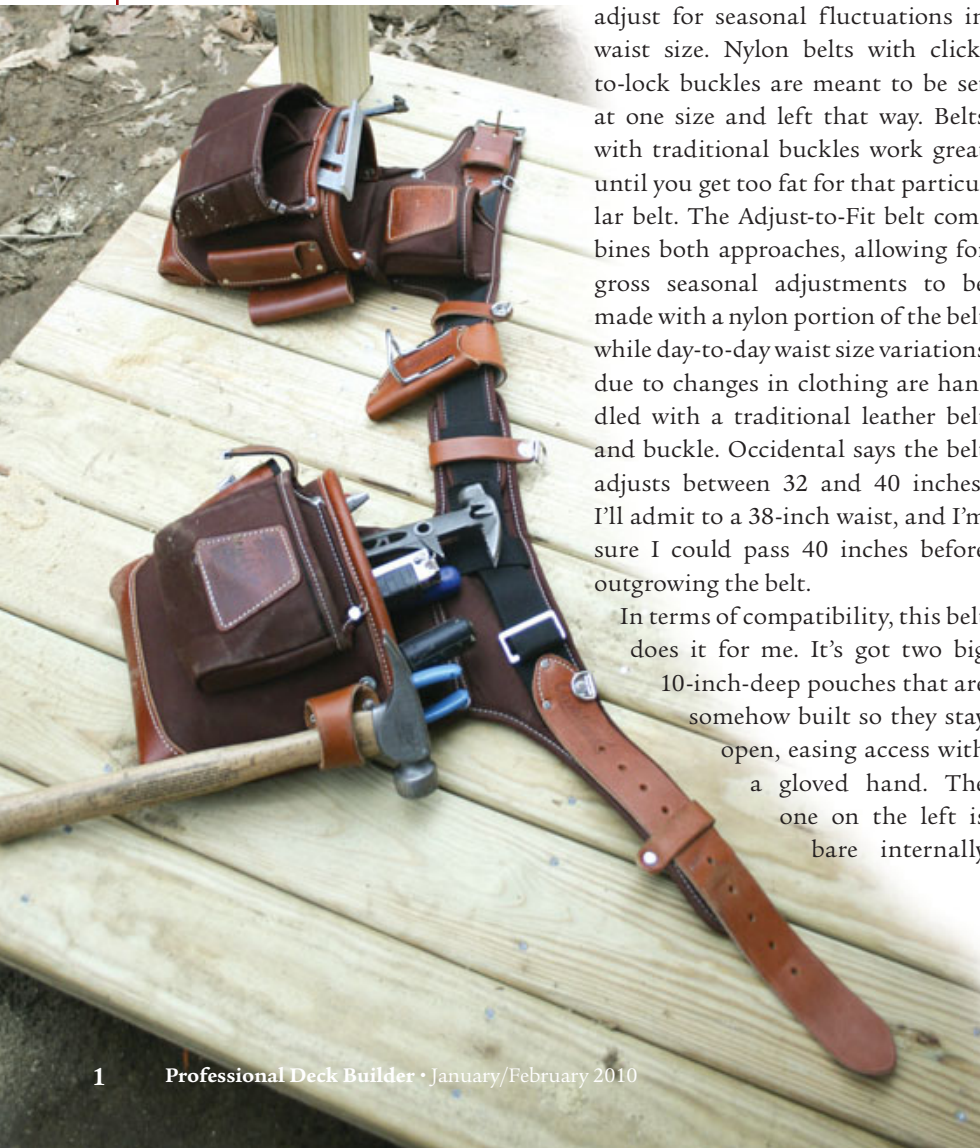 adjust for seasonal fluctuations in
waist size. Nylon belts with click-
to-lock buckles are meant to be set
at one size and left that way. Belts
with traditional buckles work great
until you get too fat for that particu-
lar belt. The Adjust-to-Fit belt com-
bines both approaches, allowing for
gross seasonal adjustments to be
made with a nylon portion of the belt
while day-to-day waist size variations
due to changes in clothing are han-
dled with a traditional leather belt
and buckle. Occidental says the belt
adjusts between 32 and 40 inches.
I'll admit to a 38-inch waist, and I'm
sure I could pass 40 inches before
outgrowing the belt.
In terms of compatibility, this belt
does it for me. It's got two big
10-inch-deep pouches that are
somehow built so they stay
open, easing access with
a gloved hand. The
one on the left is
bare internally
1 Professional Deck Builder • January/February 2010